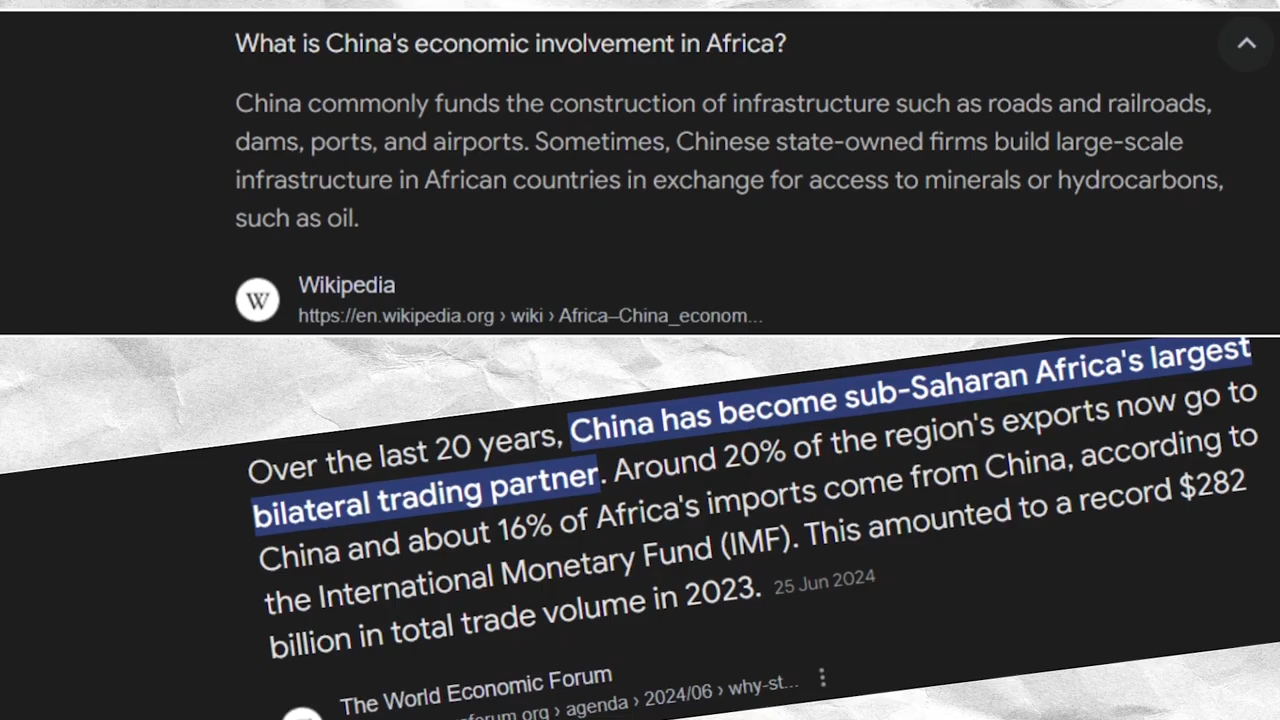 What is China's economic involvement in Africa?
China commonly funds the construction of infrastructure such as roads and railroads,
dams, ports, and airports. Sometimes, Chinese state-owned firms build large-scale
infrastructure in African countries in exchange for access to minerals or hydrocarbons,
such as oil.
W
Wikipedia
https://en.wikipedia.org › wiki › Africa–China_econom...
Over the last 20 years, China has become sub-Saharan Africa's largest
bilateral trading partner. Around 20% of the region's exports now go to
China and about 16% of Africa's imports come from China, according to
the International Monetary Fund (IMF). This amounted to a record $282
billion in total trade volume in 2023. 25 Jun 2024
The World Economic Forum
forum.org › agenda › 2024/06 › why-st...